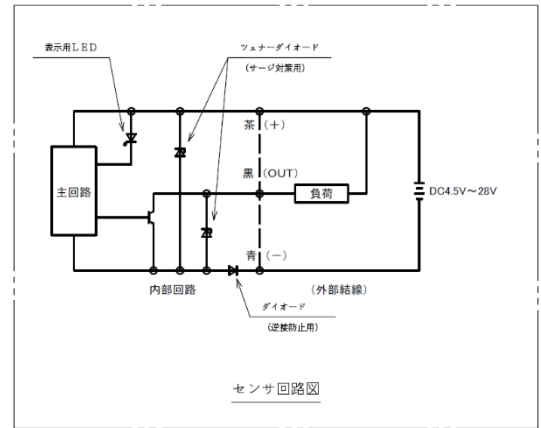 表示用LED
ツェナーダイオード
(サージ対策用)
茶 (+)
黒 (OUT)
主回路
負荷
DC4.5V～28V
青 (−)
内部回路
(外部結線)
ダイオード
(逆接防止用)
センサ回路図